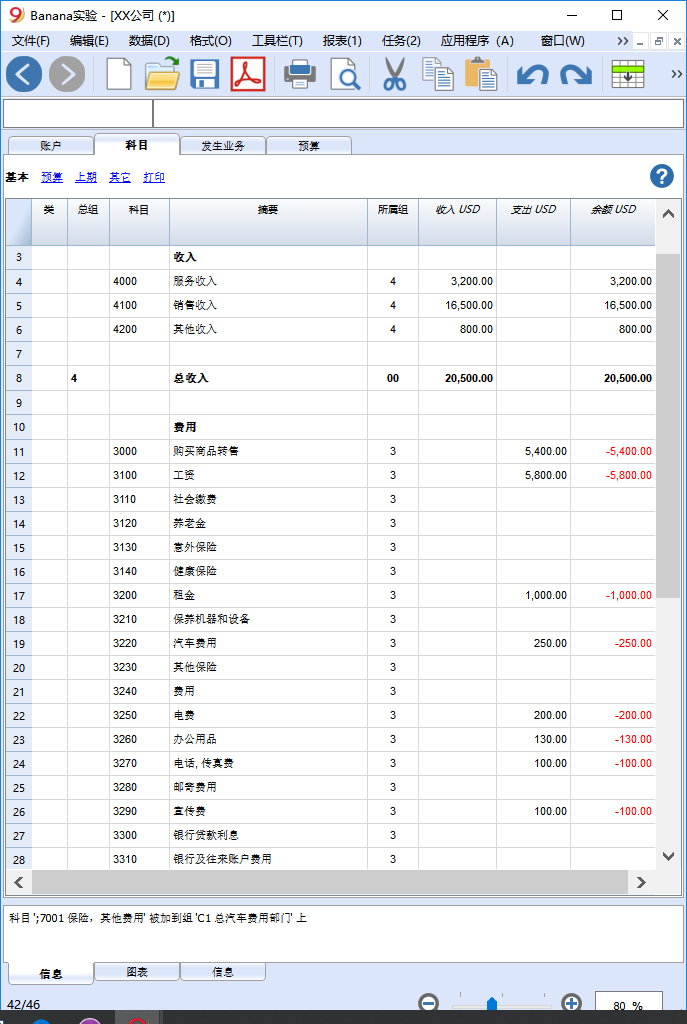 Banana实验 - [XX公司 (*)]
文件(F) 编辑(E) 数据(D) 格式(O) 工具栏(T) 报表(1) 任务(2) 应用程序 (A) 窗口(W) >>
>>
账户 科目 发生业务 预算
基本 预算 上期 其它 打印
类 总组 科目 摘要 所属组 收入 USD 支出 USD 余额 USD
3 收入
4 4000 服务收入 4 3,200.00 3,200.00
5 4100 销售收入 4 16,500.00 16,500.00
6 4200 其他收入 4 800.00 800.00
7
8 4 总收入 00 20,500.00 20,500.00
9
10 费用
11 3000 购买商品转售 3 5,400.00 -5,400.00
12 3100 工资 3 5,800.00 -5,800.00
13 3110 社会缴费 3
14 3120 养老金 3
15 3130 意外保险 3
16 3140 健康保险 3
17 3200 租金 3 1,000.00 -1,000.00
18 3210 保养机器和设备 3
19 3220 汽车费用 3 250.00 -250.00
20 3230 其他保险 3
21 3240 费用 3
22 3250 电费 3 200.00 -200.00
23 3260 办公用品 3 130.00 -130.00
24 3270 电话, 传真费 3 100.00 -100.00
25 3280 邮寄费用 3
26 3290 宣传费 3 100.00 -100.00
27 3300 银行贷款利息 3
28 3310 银行及往来账户费用 3
科目';7001 保险，其他费用' 被加到组 'C1 总汽车费用部门' 上
信息 图表 信息
42/46 80 %